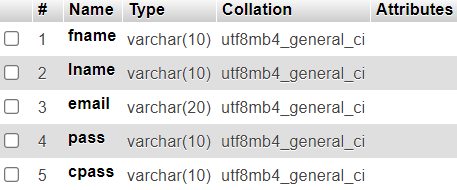 # Name Type Collation Attributes
1 fname varchar(10) utf8mb4_general_ci
2 lname varchar(10) utf8mb4_general_ci
3 email varchar(20) utf8mb4_general_ci
4 pass varchar(10) utf8mb4_general_ci
5 cpass varchar(10) utf8mb4_general_ci